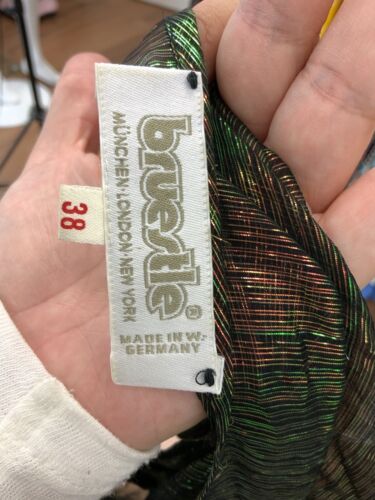 bruestle®
MÜNCHEN·LONDON·NEW YORK
MADE IN W.-
GERMANY
38